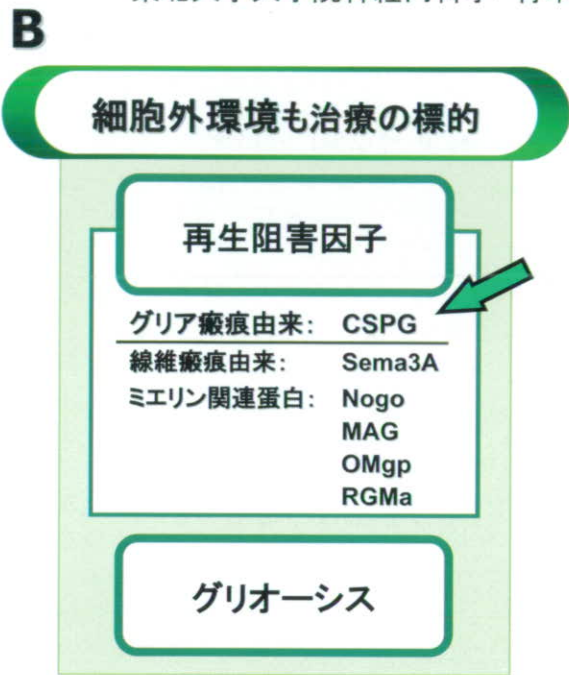 B
細胞外環境も治療の標的
再生阻害因子
グリア瘢痕由来: CSPG
線維瘢痕由来: Sema3A
ミエリン関連蛋白: Nogo
MAG
OMgp
RGMa
グリオーシス